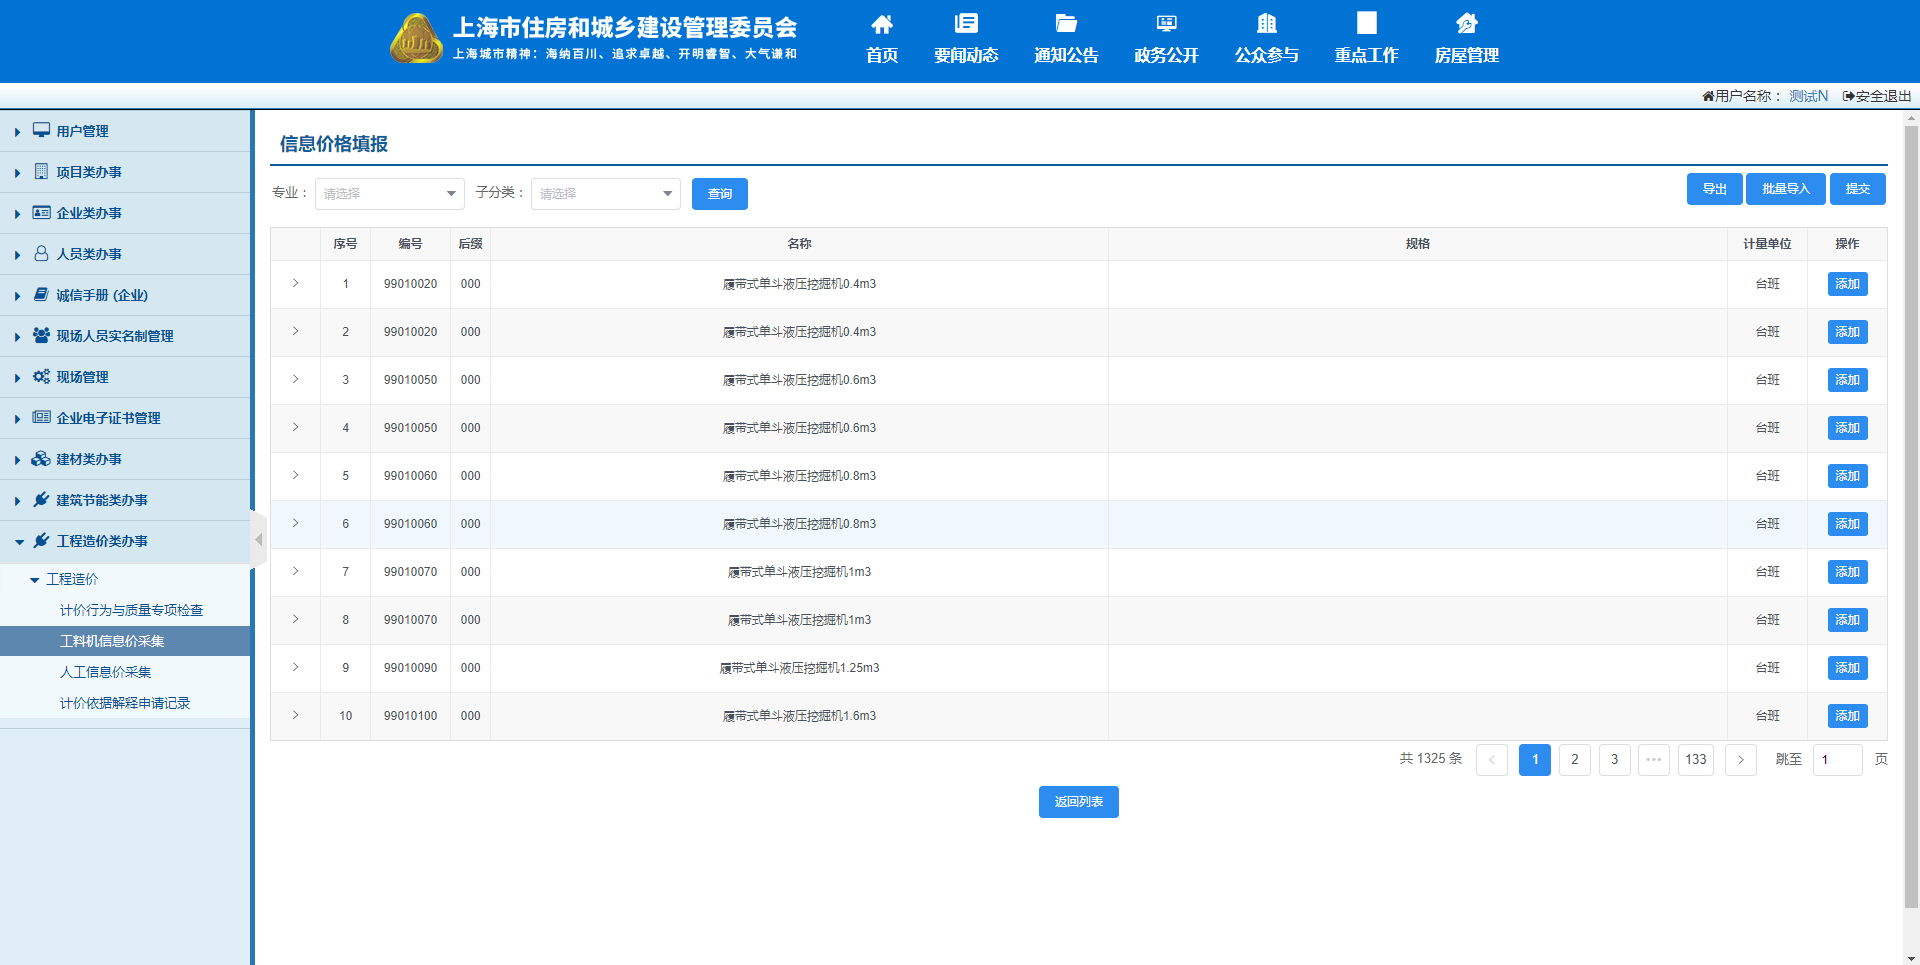 上海市住房和城乡建设管理委员会
上海城市精神：海纳百川、追求卓越、开明睿智、大气谦和
首页 要闻动态 通知公告 政务公开 公众参与 重点工作 房屋管理
用户名称： 测试N 安全退出
用户管理
项目类办事
企业类办事
人员类办事
诚信手册 (企业)
现场人员实名制管理
现场管理
企业电子证书管理
建材类办事
建筑节能类办事
工程造价类办事
工程造价
计价行为与质量专项检查
工料机信息价采集
人工信息价采集
计价依据解释申请记录
信息价格填报
专业： 请选择 子分类： 请选择 查询 导出 批量导入 提交
序号 编号 后缀 名称 规格 计量单位 操作
1 99010020 000 履带式单斗液压挖掘机0.4m3 台班 添加
2 99010020 000 履带式单斗液压挖掘机0.4m3 台班 添加
3 99010050 000 履带式单斗液压挖掘机0.6m3 台班 添加
4 99010050 000 履带式单斗液压挖掘机0.6m3 台班 添加
5 99010060 000 履带式单斗液压挖掘机0.8m3 台班 添加
6 99010060 000 履带式单斗液压挖掘机0.8m3 台班 添加
7 99010070 000 履带式单斗液压挖掘机1m3 台班 添加
8 99010070 000 履带式单斗液压挖掘机1m3 台班 添加
9 99010090 000 履带式单斗液压挖掘机1.25m3 台班 添加
10 99010100 000 履带式单斗液压挖掘机1.6m3 台班 添加
共 1325 条 1 2 3 ••• 133 跳至 1 页
返回列表